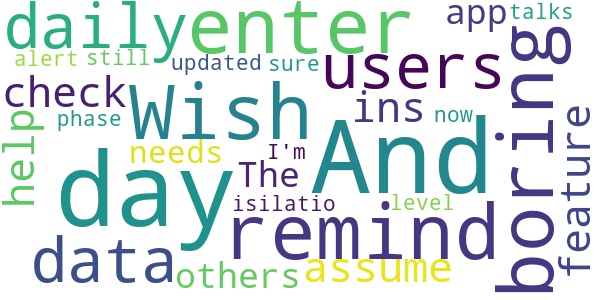 daily enter app talks
alert still updated sure users
check Wish ins now boring
phase And
help needs I'm feature
day The
isilatio level
remind
data others assume